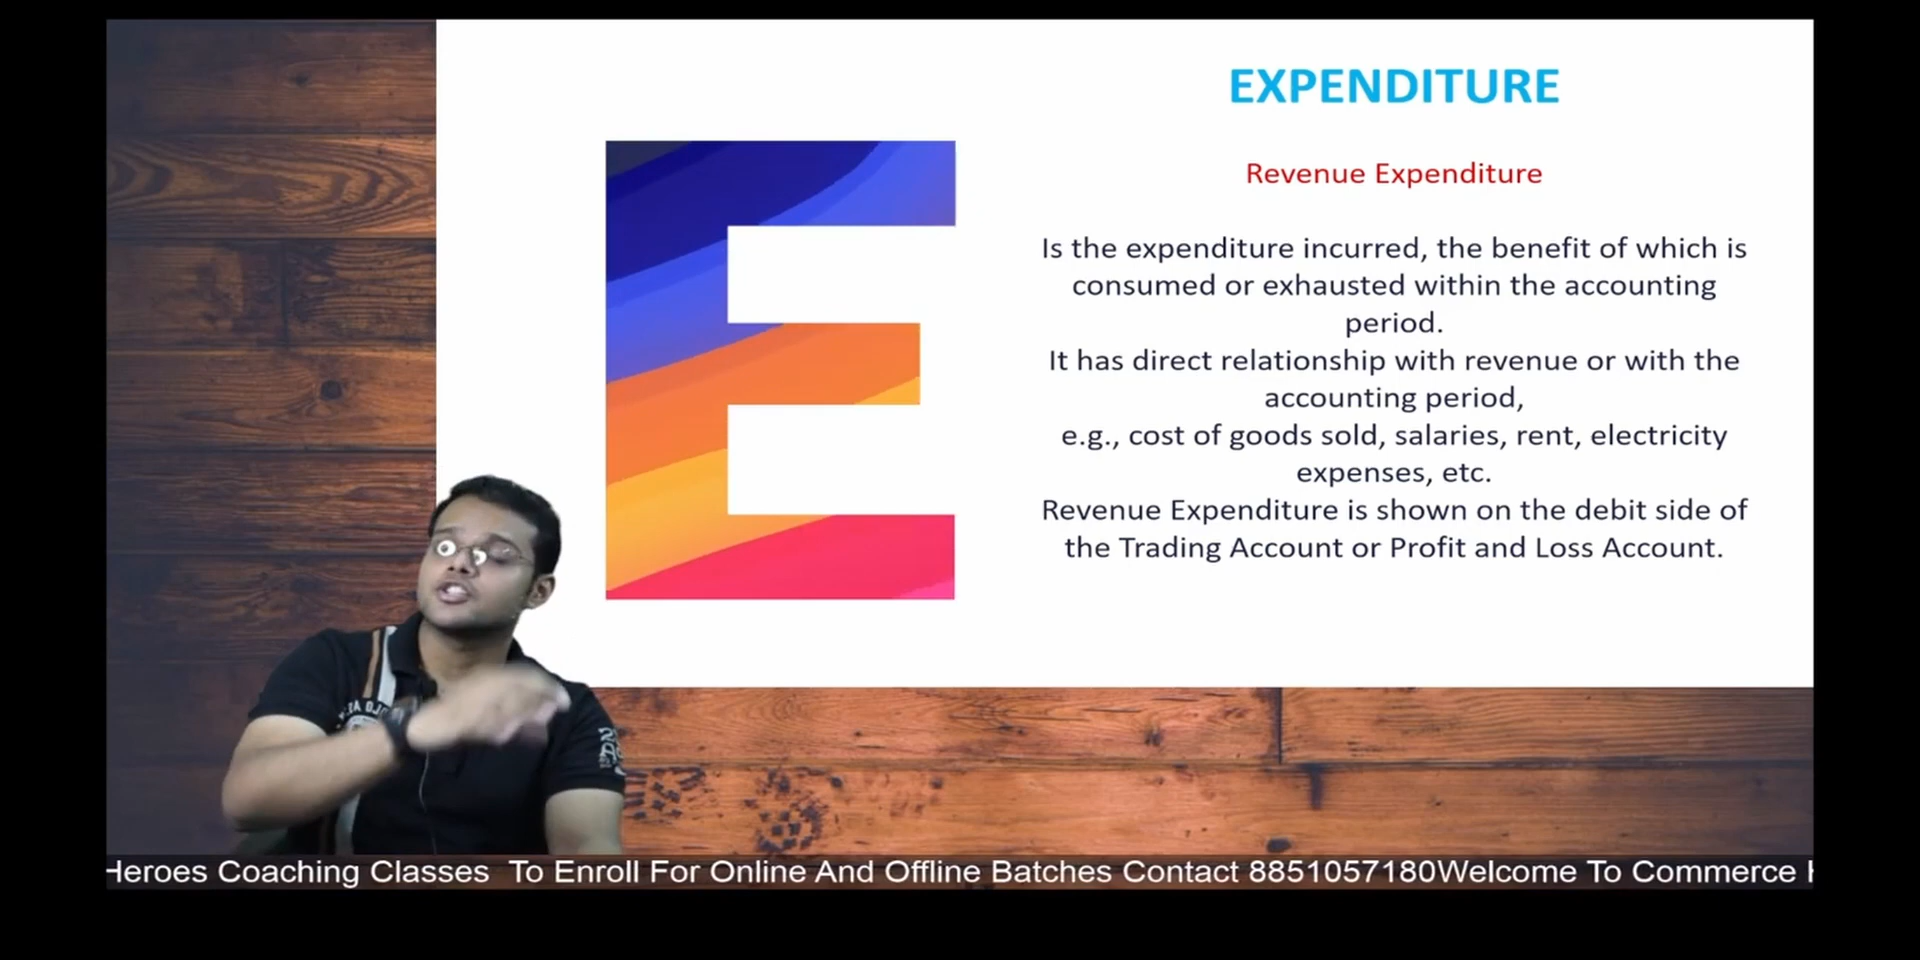 EXPENDITURE
Revenue Expenditure
Is the expenditure incurred, the benefit of which is
consumed or exhausted within the accounting
period.
It has direct relationship with revenue or with the
accounting period,
e.g., cost of goods sold, salaries, rent, electricity
expenses, etc.
Revenue Expenditure is shown on the debit side of
the Trading Account or Profit and Loss Account.
E
Heroes Coaching Classes To Enroll For Online And Offline Batches Contact 8851057180Welcome To Commerce